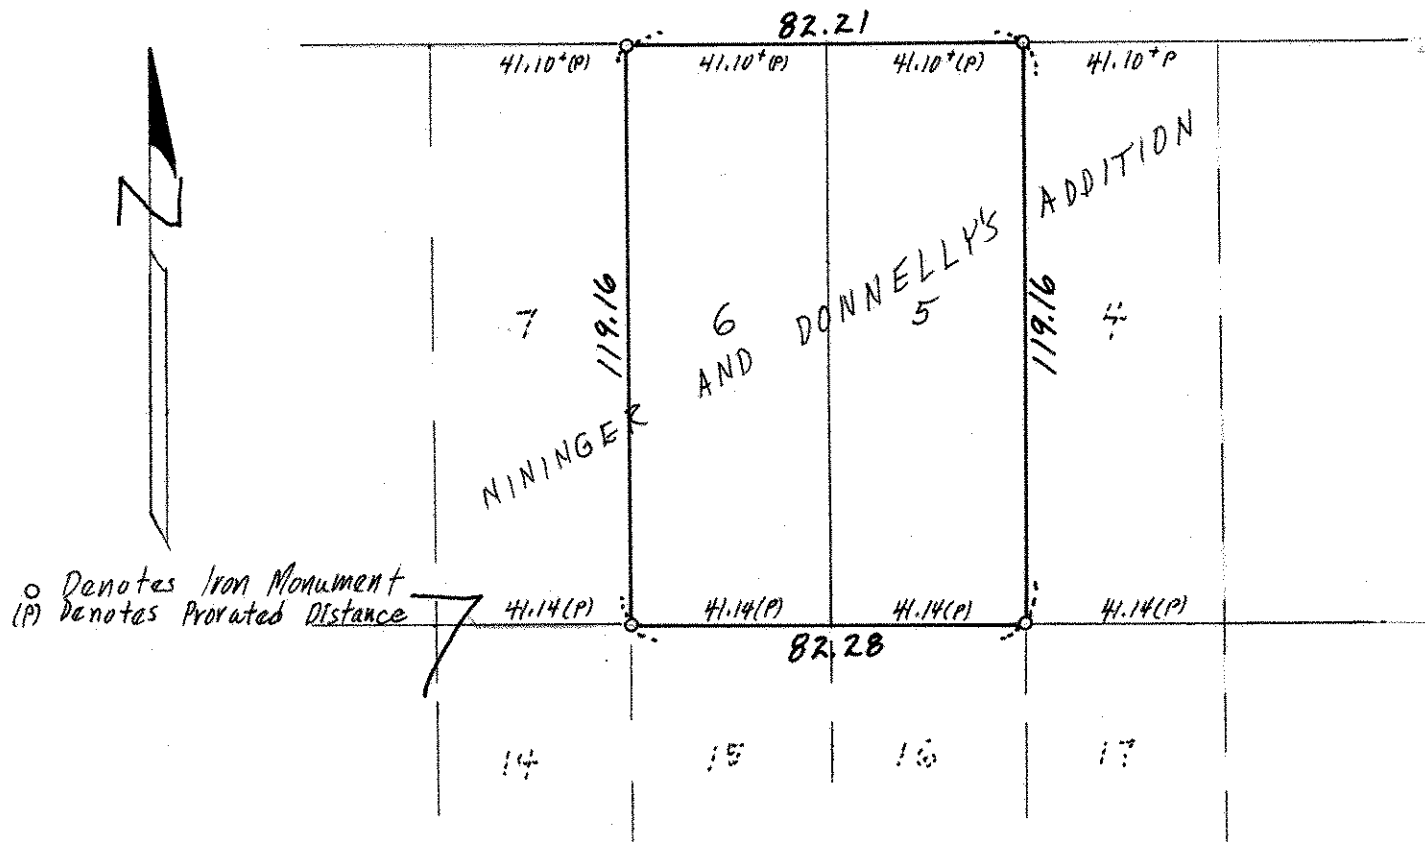 82.21
41.10⁺(P) 41.10⁺(P) 41.10⁺(P) 41.10⁺P
N
7 6 5 4
119.16 119.16
NININGER AND DONNELLY'S ADDITION
o Denotes Iron Monument
(P) Denotes Prorated Distance
7
41.14(P) 41.14(P) 41.14(P) 41.14(P)
82.28
14 15 16 17